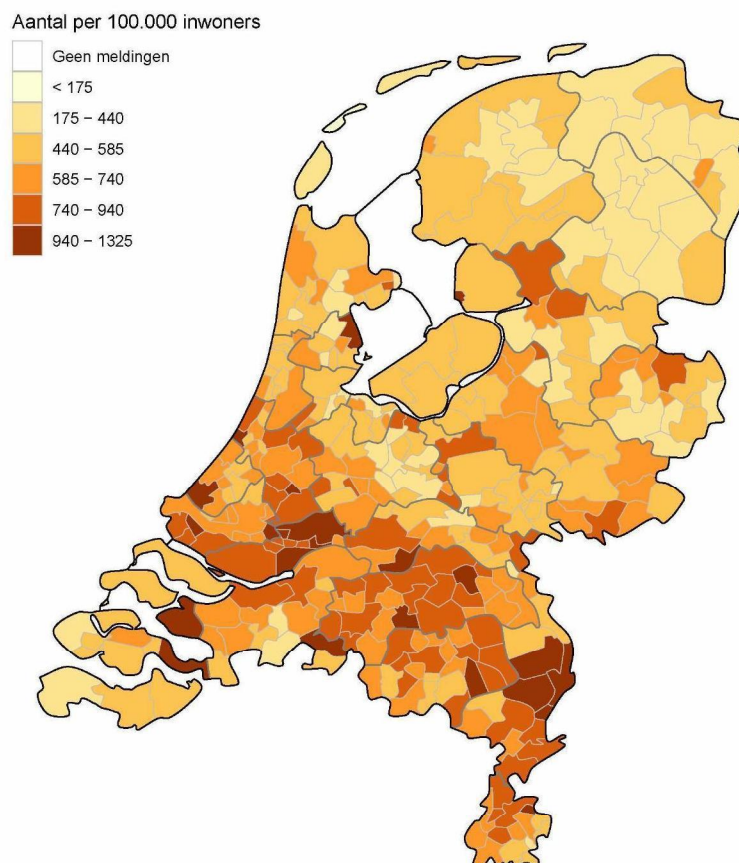 Aantal per 100.000 inwoners
Geen meldingen
< 175
175 – 440
440 – 585
585 – 740
740 – 940
940 – 1325